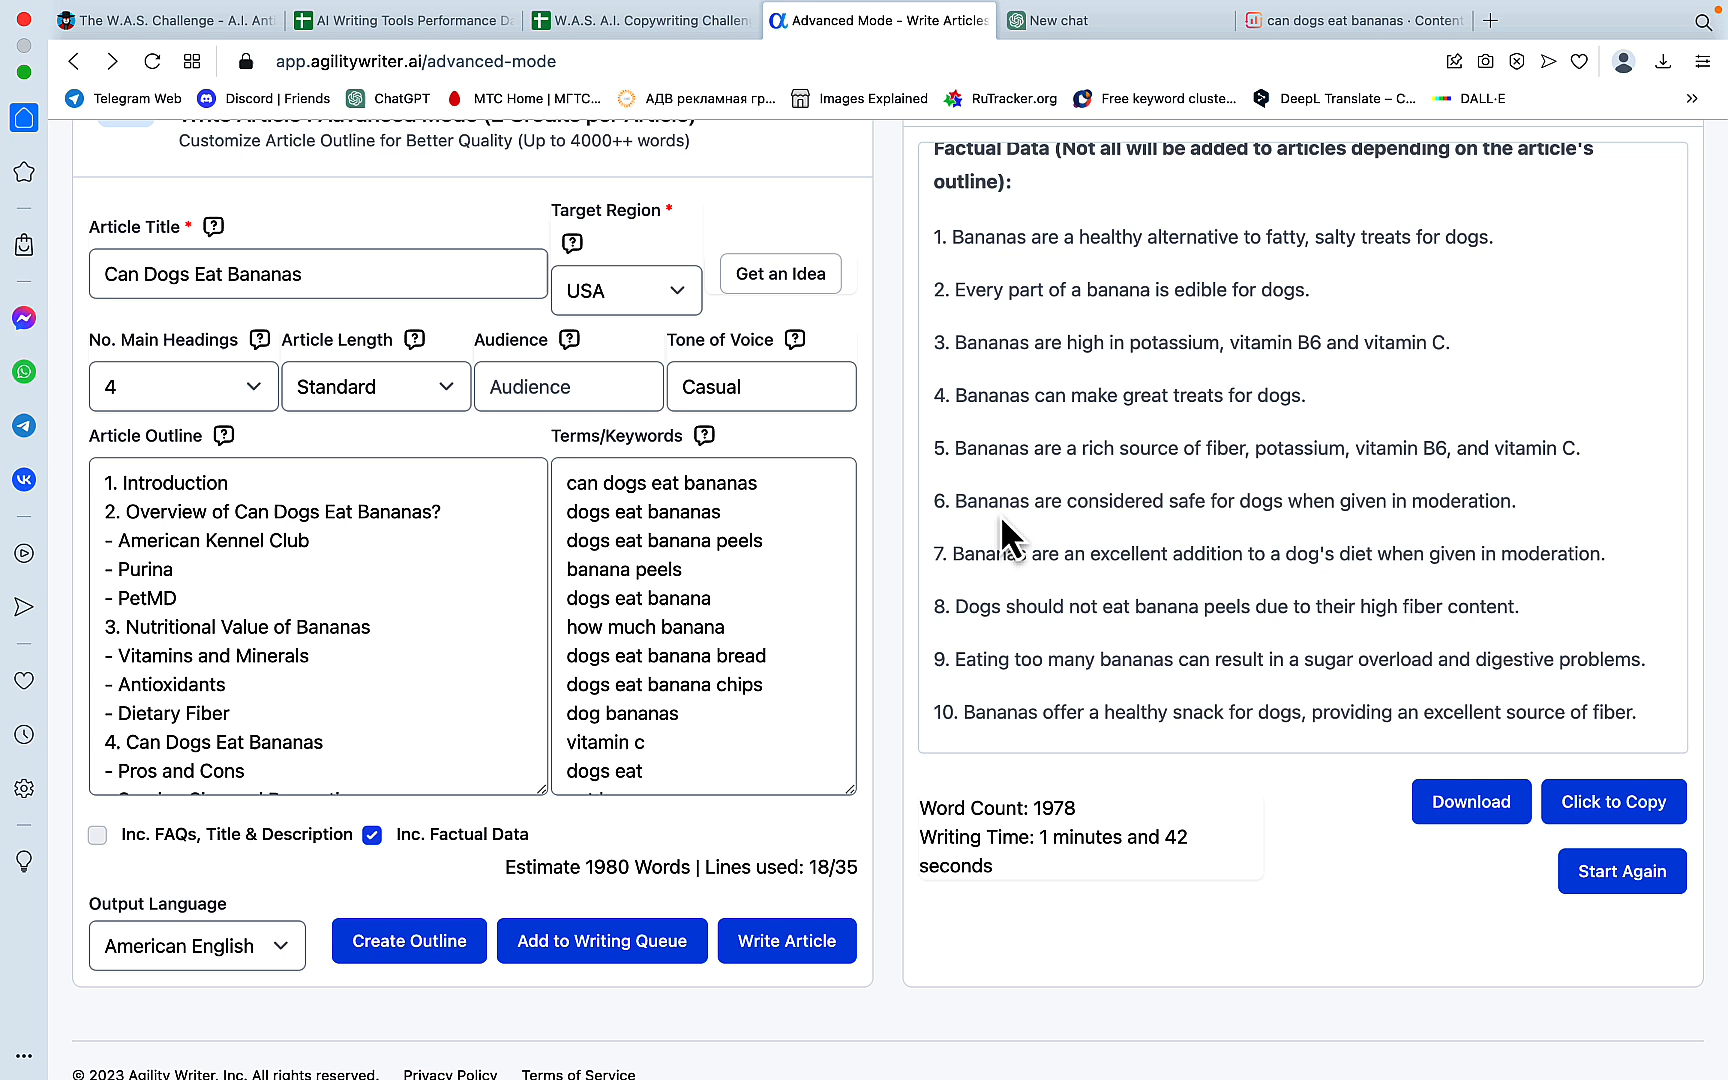 The W.A.S. Challenge - A.I. Anti
AI Writing Tools Performance Da
W.A.S. A.I. Copywriting Challen
Advanced Mode - Write Articles
New chat
can dogs eat bananas · Content
app.agilitywriter.ai/advanced-mode
Telegram Web
Discord | Friends
ChatGPT
МТС Home | МГТС...
АДВ рекламная гр...
Images Explained
RuTracker.org
Free keyword cluste...
DeepL Translate – C...
DALL·E
Write Article : Advanced Mode (2 Credits per Article)
Customize Article Outline for Better Quality (Up to 4000++ words)
Article Title *
Target Region *
Can Dogs Eat Bananas
USA
Get an Idea
No. Main Headings
Article Length
Audience
Tone of Voice
4
Standard
Audience
Casual
Article Outline
Terms/Keywords
1. Introduction
2. Overview of Can Dogs Eat Bananas?
- American Kennel Club
- Purina
- PetMD
3. Nutritional Value of Bananas
- Vitamins and Minerals
- Antioxidants
- Dietary Fiber
4. Can Dogs Eat Bananas
- Pros and Cons
can dogs eat bananas
dogs eat bananas
dogs eat banana peels
banana peels
dogs eat banana
how much banana
dogs eat banana bread
dogs eat banana chips
dog bananas
vitamin c
dogs eat
Inc. FAQs, Title & Description
Inc. Factual Data
Estimate 1980 Words | Lines used: 18/35
Output Language
American English
Create Outline
Add to Writing Queue
Write Article
Factual Data (Not all will be added to articles depending on the article's
outline):
1. Bananas are a healthy alternative to fatty, salty treats for dogs.
2. Every part of a banana is edible for dogs.
3. Bananas are high in potassium, vitamin B6 and vitamin C.
4. Bananas can make great treats for dogs.
5. Bananas are a rich source of fiber, potassium, vitamin B6, and vitamin C.
6. Bananas are considered safe for dogs when given in moderation.
7. Bananas are an excellent addition to a dog's diet when given in moderation.
8. Dogs should not eat banana peels due to their high fiber content.
9. Eating too many bananas can result in a sugar overload and digestive problems.
10. Bananas offer a healthy snack for dogs, providing an excellent source of fiber.
Word Count: 1978
Writing Time: 1 minutes and 42
seconds
Download
Click to Copy
Start Again
© 2023 Agility Writer, Inc. All rights reserved.
Privacy Policy
Terms of Service